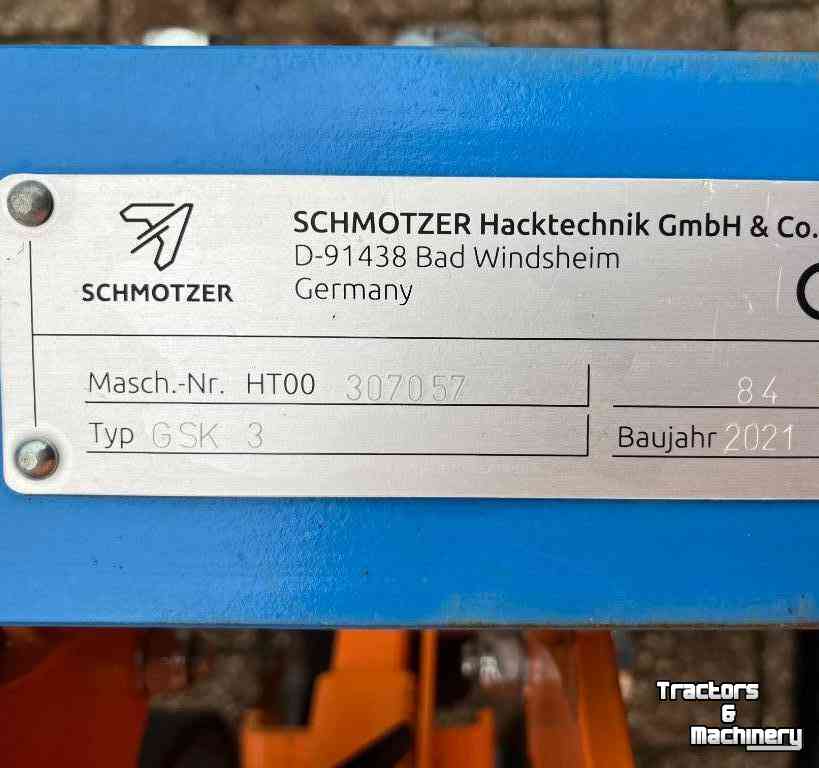 SCHMOTZER
SCHMOTZER Hacktechnik GmbH & Co.
D-91438 Bad Windsheim
Germany
Masch.-Nr. HT00 307057
84
Typ GSK 3
Baujahr 2021
Tractors
&
Machinery